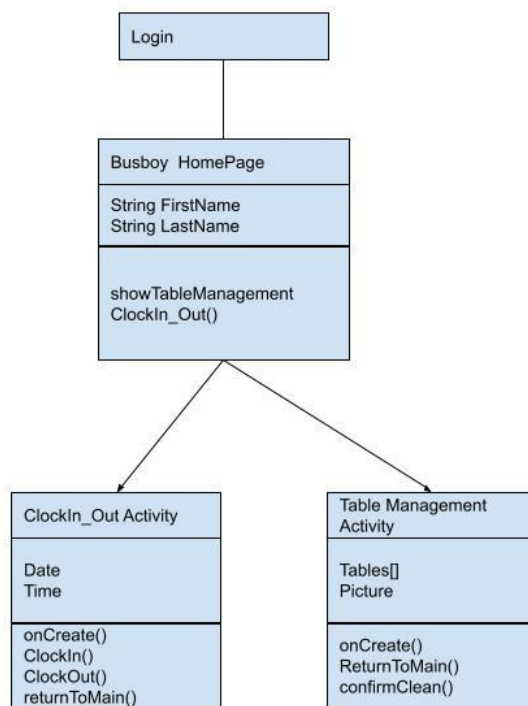 Login
Busboy HomePage
String FirstName
String LastName
showTableManagement
ClockIn_Out()
ClockIn_Out Activity
Date
Time
onCreate()
ClockIn()
ClockOut()
returnToMain()
Table Management
Activity
Tables[]
Picture
onCreate()
ReturnToMain()
confirmClean()